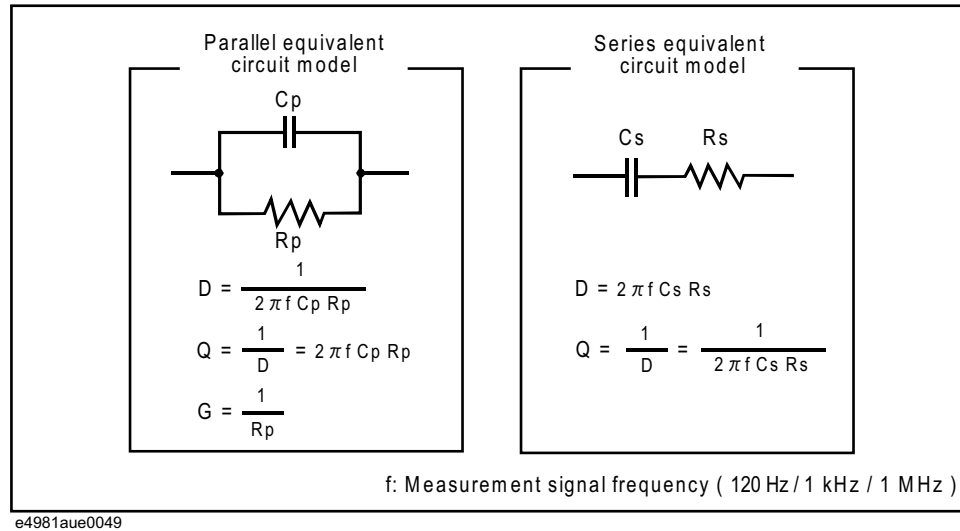 Parallel equivalent
circuit model
Cp
Rp
D = 1 / 2 π f Cp Rp
Q = 1 / D = 2 π f Cp Rp
G = 1 / Rp
Series equivalent
circuit model
Cs Rs
D = 2 π f Cs Rs
Q = 1 / D = 1 / 2 π f Cs Rs
f: Measurement signal frequency ( 120 Hz / 1 kHz / 1 MHz )
e4981aue0049